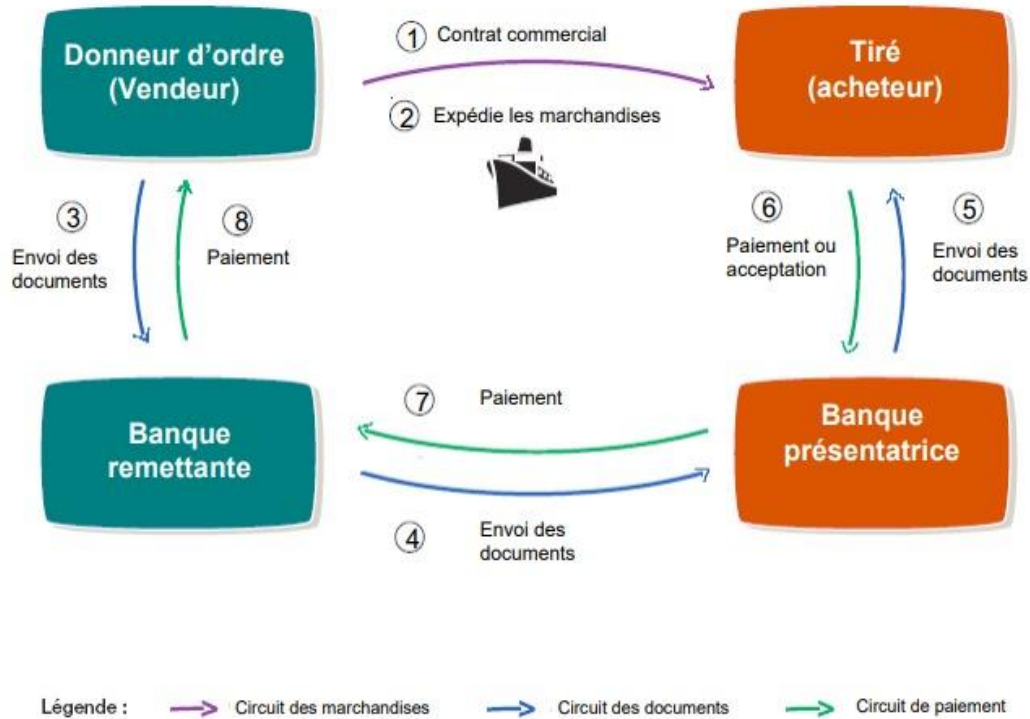 Donneur d'ordre
(Vendeur)
1 Contrat commercial
Tiré
(acheteur)
2 Expédie les marchandises
3
Envoi des
documents
8
Paiement
6
Paiement ou
acceptation
5
Envoi des
documents
Banque
remettante
7 Paiement
Banque
présentatrice
4 Envoi des
documents
Légende :
Circuit des marchandises
Circuit des documents
Circuit de paiement